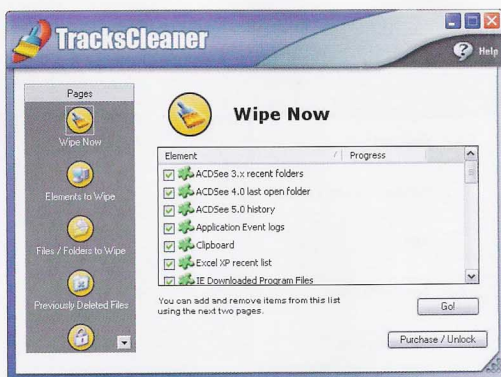 TracksCleaner
Help
Pages
Wipe Now
Elements to Wipe
Files / Folders to Wipe
Previously Deleted Files
Wipe Now
Element / Progress
ACDSee 3.x recent folders
ACDSee 4.0 last open folder
ACDSee 5.0 history
Application Event logs
Clipboard
Excel XP recent list
IE Downloaded Program Files
You can add and remove items from this list
using the next two pages.
Go!
Purchase / Unlock